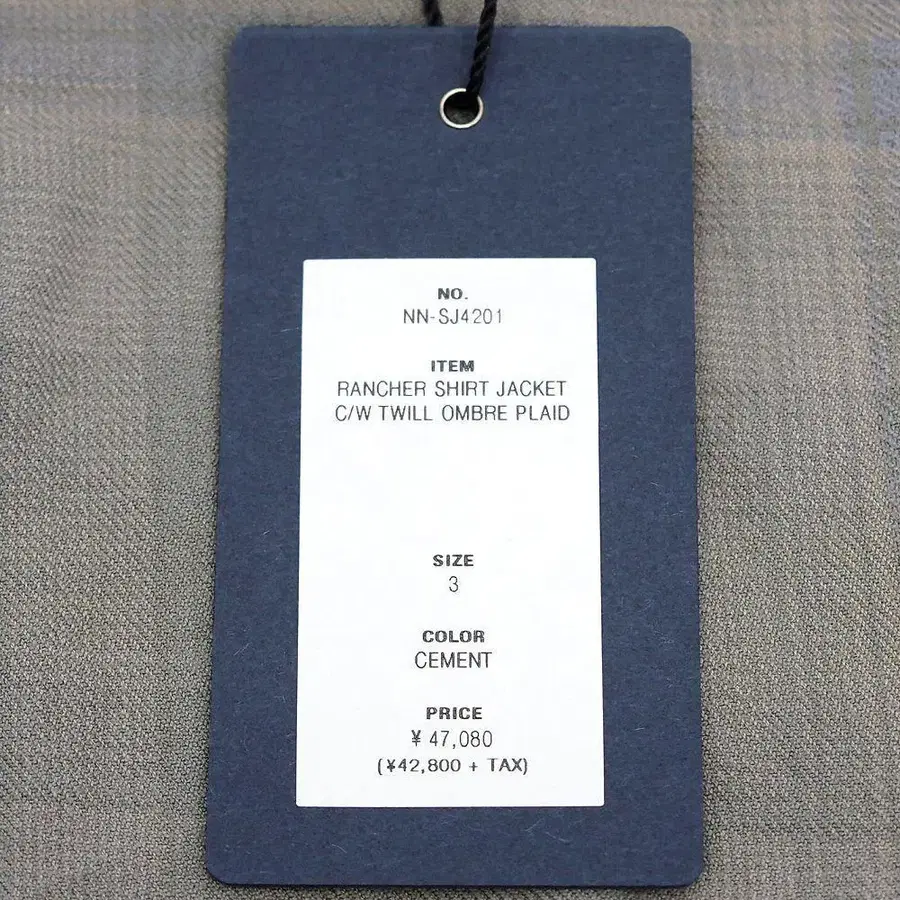 NO.
NN-SJ4201
ITEM
RANCHER SHIRT JACKET
C/W TWILL OMBRE PLAID
SIZE
3
COLOR
CEMENT
PRICE
¥ 47,080
(¥42,800 + TAX)